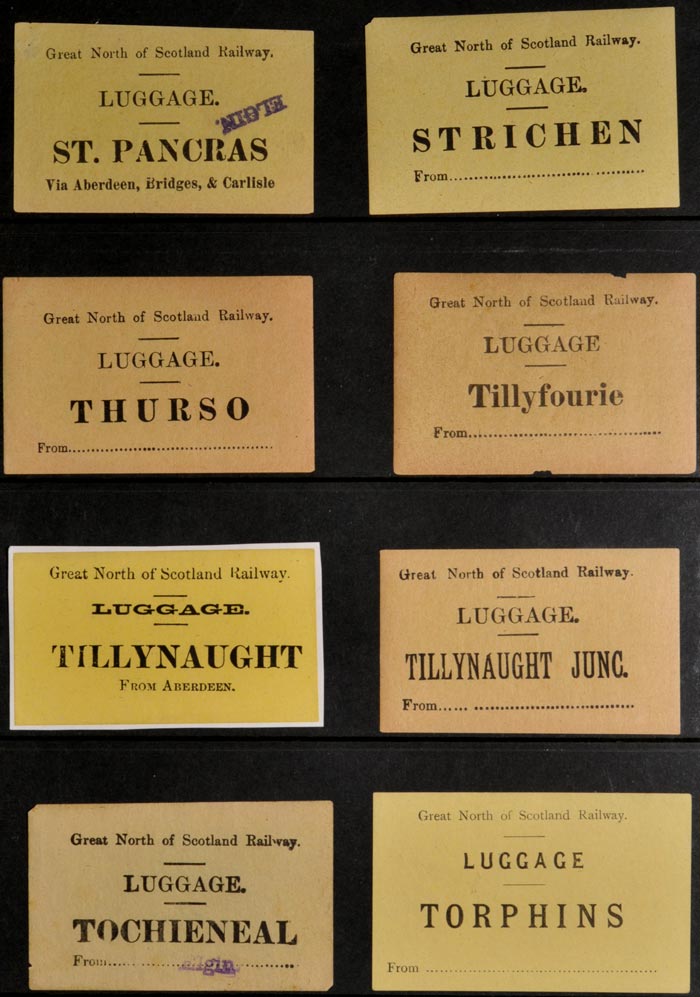 Great North of Scotland Railway.
LUGGAGE.
ELGIN.
ST. PANCRAS
Via Aberdeen, Bridges, & Carlisle
Great North of Scotland Railway.
LUGGAGE.
STRICHEN
From
Great North of Scotland Railway.
LUGGAGE.
THURSO
From
Great North of Scotland Railway.
LUGGAGE
Tillyfourie
From
Great North of Scotland Railway.
LUGGAGE.
TILLYNAUGHT
FROM ABERDEEN.
Great North of Scotland Railway.
LUGGAGE.
TILLYNAUGHT JUNC.
From
Great North of Scotland Railway.
LUGGAGE.
TOCHIENEAL
From Elgin
Great North of Scotland Railway.
LUGGAGE
TORPHINS
From